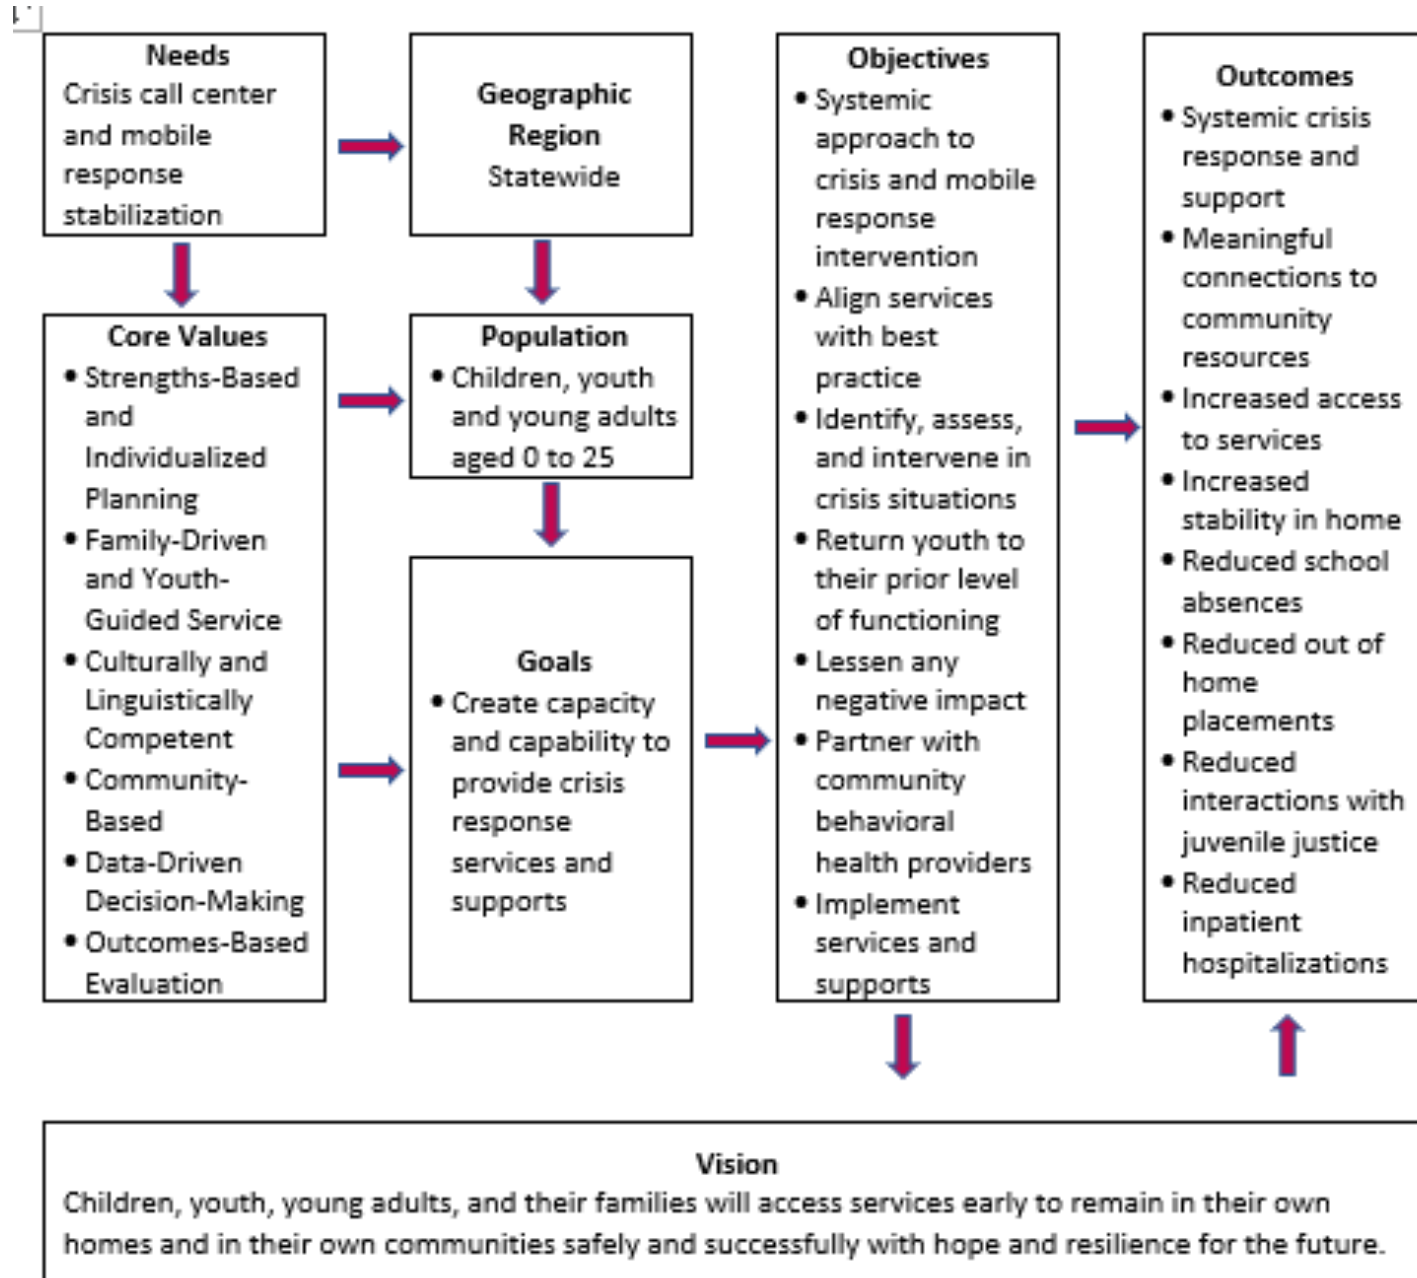 Needs
Crisis call center
and mobile
response
stabilization
Geographic
Region
Statewide
Core Values
• Strengths-Based
and
Individualized
Planning
• Family-Driven
and Youth-
Guided Service
• Culturally and
Linguistically
Competent
• Community-
Based
• Data-Driven
Decision-Making
• Outcomes-Based
Evaluation
Population
• Children, youth
and young adults
aged 0 to 25
Goals
• Create capacity
and capability to
provide crisis
response
services and
supports
Objectives
• Systemic
approach to
crisis and mobile
response
intervention
• Align services
with best
practice
• Identify, assess,
and intervene in
crisis situations
• Return youth to
their prior level
of functioning
• Lessen any
negative impact
• Partner with
community
behavioral
health providers
• Implement
services and
supports
Outcomes
• Systemic crisis
response and
support
• Meaningful
connections to
community
resources
• Increased access
to services
• Increased
stability in home
• Reduced school
absences
• Reduced out of
home
placements
• Reduced
interactions with
juvenile justice
• Reduced
inpatient
hospitalizations
Vision
Children, youth, young adults, and their families will access services early to remain in their own
homes and in their own communities safely and successfully with hope and resilience for the future.